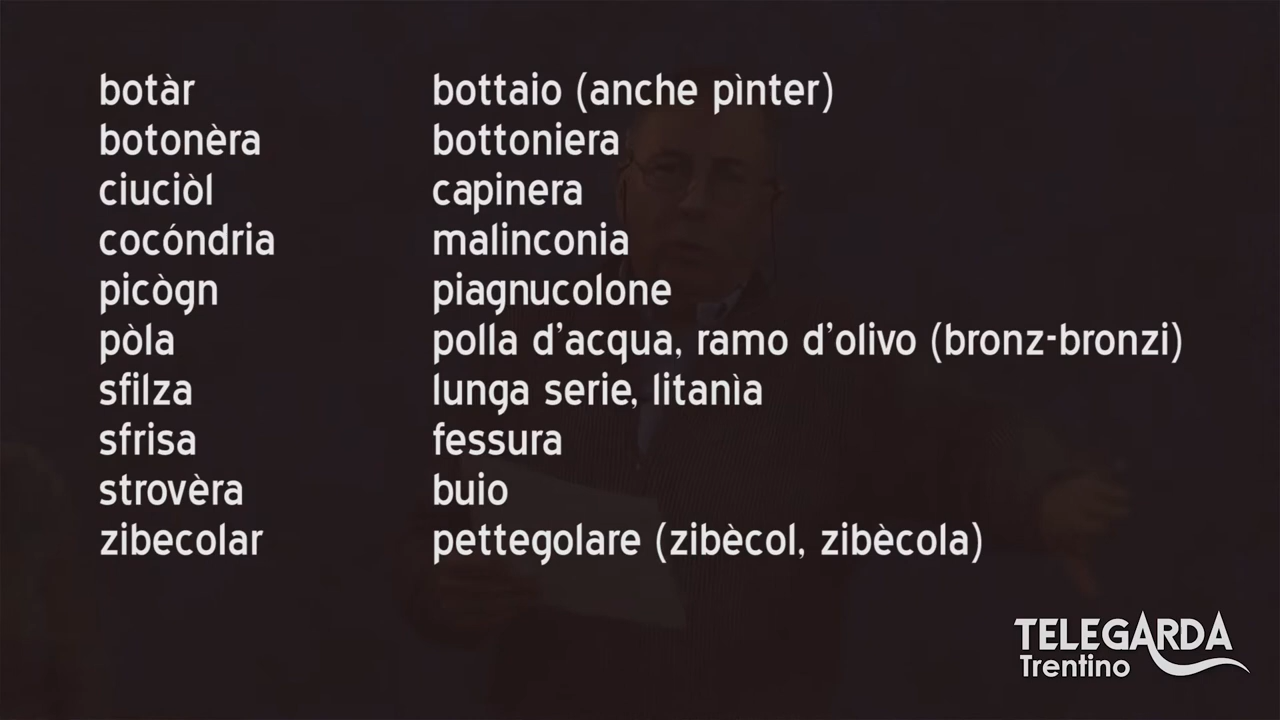 botàr bottaio (anche pìnter)
botonèra bottoniera
ciuciòl capinera
cocóndria malinconia
picògn piagnucolone
pòla polla d'acqua, ramo d'olivo (bronz-bronzi)
sfilza lunga serie, litanìa
sfrisa fessura
strovèra buio
zibecolar pettegolare (zibècol, zibècola)
TELEGARDA
Trentino